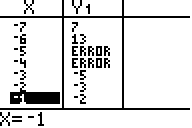 X Y₁
-7 7
-6 13
-5 ERROR
-4 ERROR
-3 -5
-2 -3
-1 -2
X= -1